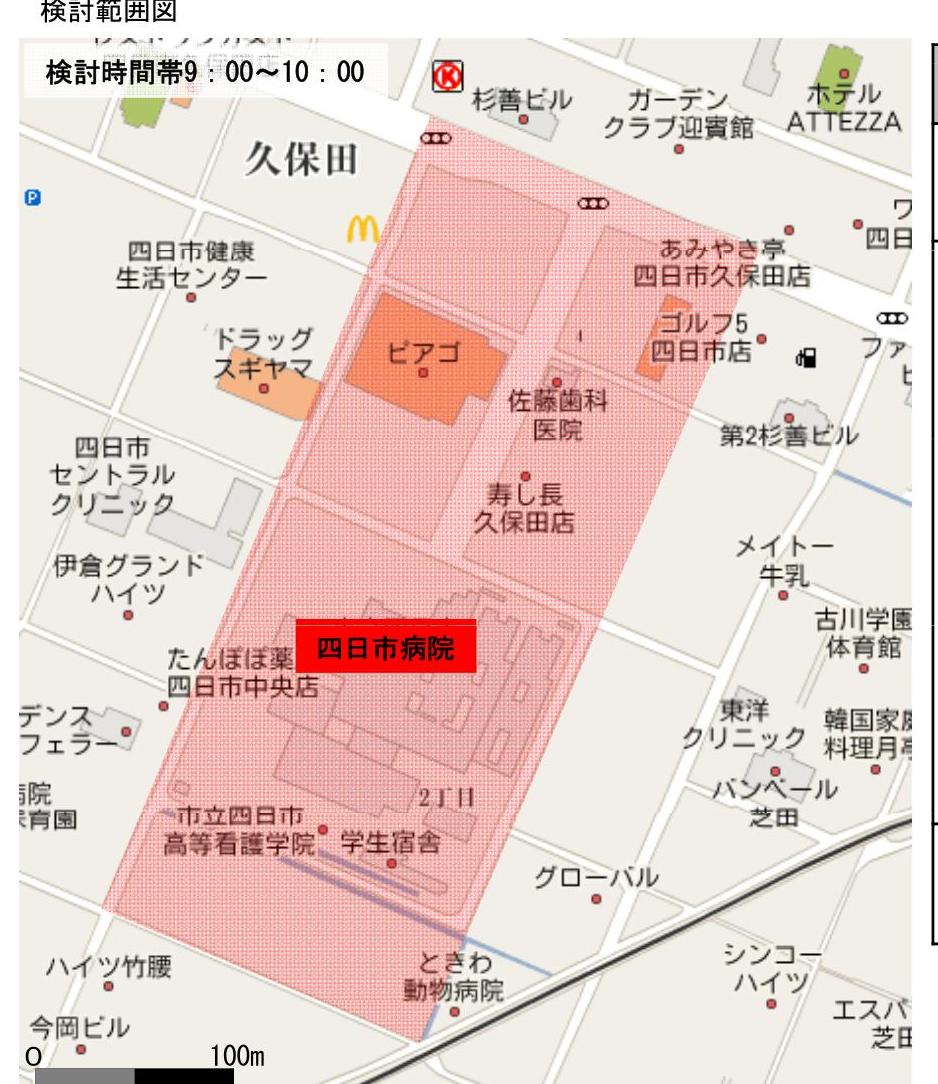 検討範囲図
検討時間帯9：00～10：00
K
杉善ビル
ガーデン
クラブ迎賓館
ホテル
ATTEZZA
久保田
P
四日市健康
生活センター
あみやき亭
四日市久保田店
ワ
四日
ドラッグ
スギヤマ
ピアゴ
ゴルフ5
四日市店
ファ
佐藤歯科
医院
第2杉善ビル
四日市
セントラル
クリニック
寿し長
久保田店
伊倉グランド
ハイツ
メイトー
牛乳
古川学園
体育館
四日市病院
たんぽぽ薬
四日市中央店
デンス
フェラー
東洋
クリニック
韓国家庭
料理月亭
病院
保育園
2丁目
バンベール
芝田
市立四日市
高等看護学院
学生宿舎
グローバル
ハイツ竹腰
ときわ
動物病院
シンコー
ハイツ
今岡ビル
エスパ
芝田
0
100m